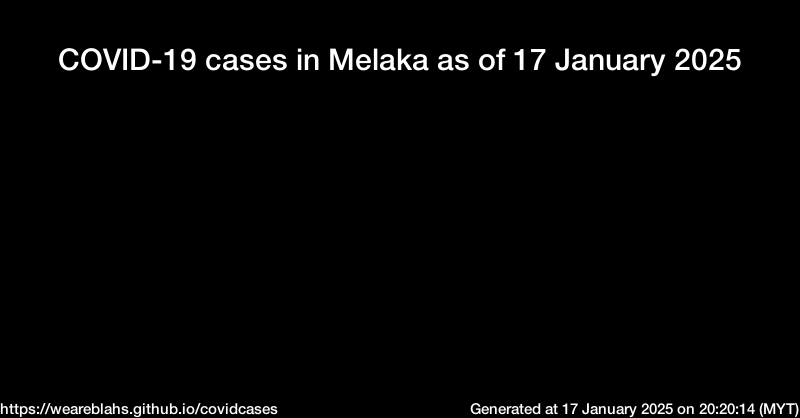 COVID-19 cases in Melaka as of 17 January 2025
https://weareblahs.github.io/covidcases
Generated at 17 January 2025 on 20:20:14 (MYT)